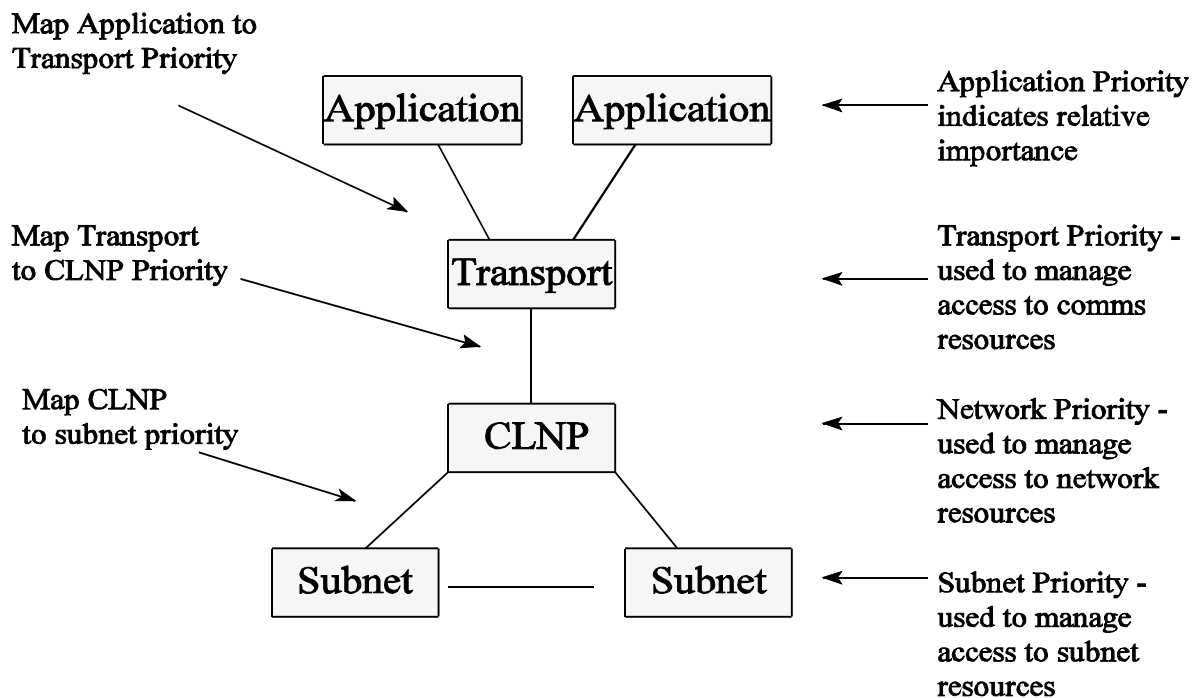 Map Application to
Transport Priority
Application
Application
Application Priority
indicates relative
importance
Map Transport
to CLNP Priority
Transport
Transport Priority -
used to manage
access to comms
resources
Map CLNP
to subnet priority
CLNP
Network Priority -
used to manage
access to network
resources
Subnet
Subnet
Subnet Priority -
used to manage
access to subnet
resources